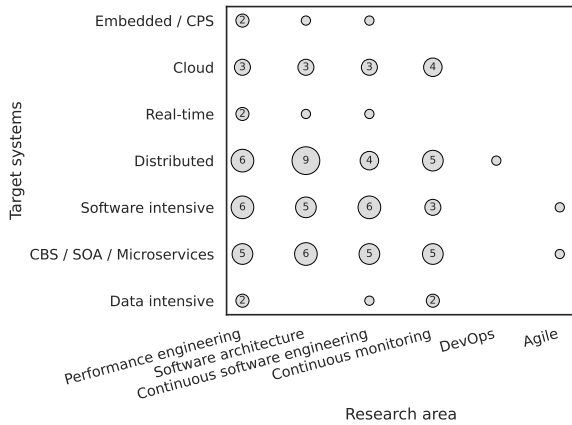 Target systems
Embedded / CPS 2
Cloud 3 3 3 4
Real-time 2
Distributed 6 9 4 5
Software intensive 6 5 6 3
CBS / SOA / Microservices 5 6 5 5
Data intensive 2 2
Performance engineering
Software architecture
Continuous software engineering
Continuous monitoring
DevOps
Agile
Research area